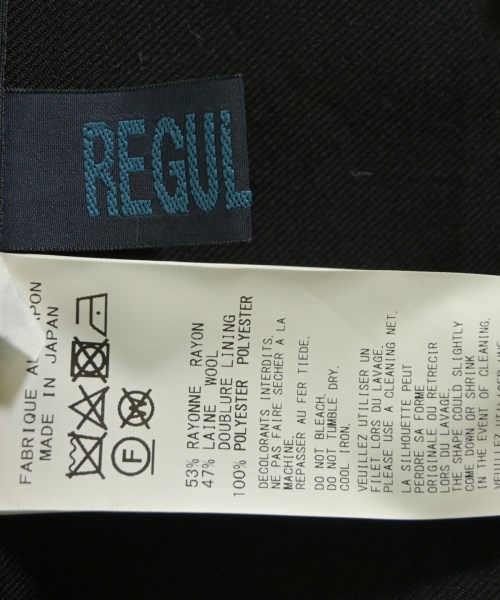 REGUL
FABRIQUE AU
MADE IN JAPAN
F
53% RAYONNE RAYON
47% LAINE WOOL
DOUBLURE LINING
100% POLYESTER POLYESTER
DECOLORANTS INTERDITS.
NE PAS FAIRE SECHER A LA
MACHINE.
REPASSER AU FER TIEDE.
DO NOT BLEACH.
DO NOT TUMBLE DRY.
COOL IRON.
VEUILLEZ UTILISER UN
FILET LORS DU LAVAGE.
PLEASE USE A CLEANING NET.
LA SILHOUETTE PEUT
PERDRE SA FORME
ORIGINALE OU RETRECIR
LORS DU LAVAGE.
THE SHAPE COULD SLIGHTLY
COME DOWN OR SHRINK
IN THE EVENT OF CLEANING.
VEUILLEZ UTILISER UNE